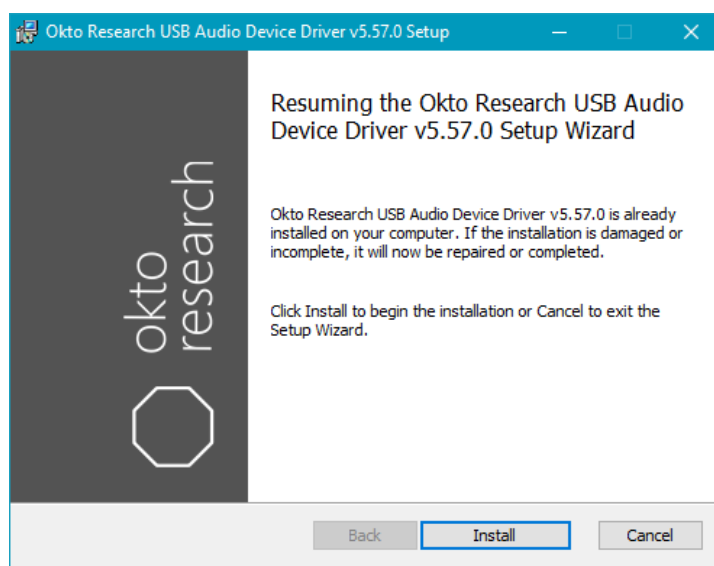 Okto Research USB Audio Device Driver v5.57.0 Setup
okto
research
Resuming the Okto Research USB Audio
Device Driver v5.57.0 Setup Wizard
Okto Research USB Audio Device Driver v5.57.0 is already
installed on your computer. If the installation is damaged or
incomplete, it will now be repaired or completed.
Click Install to begin the installation or Cancel to exit the
Setup Wizard.
Back
Install
Cancel